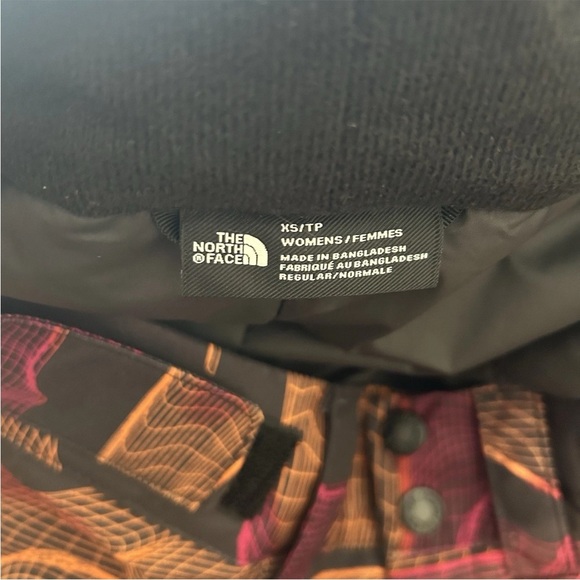 THE
NORTH
®FACE
XS/TP
WOMENS/FEMMES
MADE IN BANGLADESH
FABRIQUÉ AU BANGLADESH
REGULAR/NORMALE